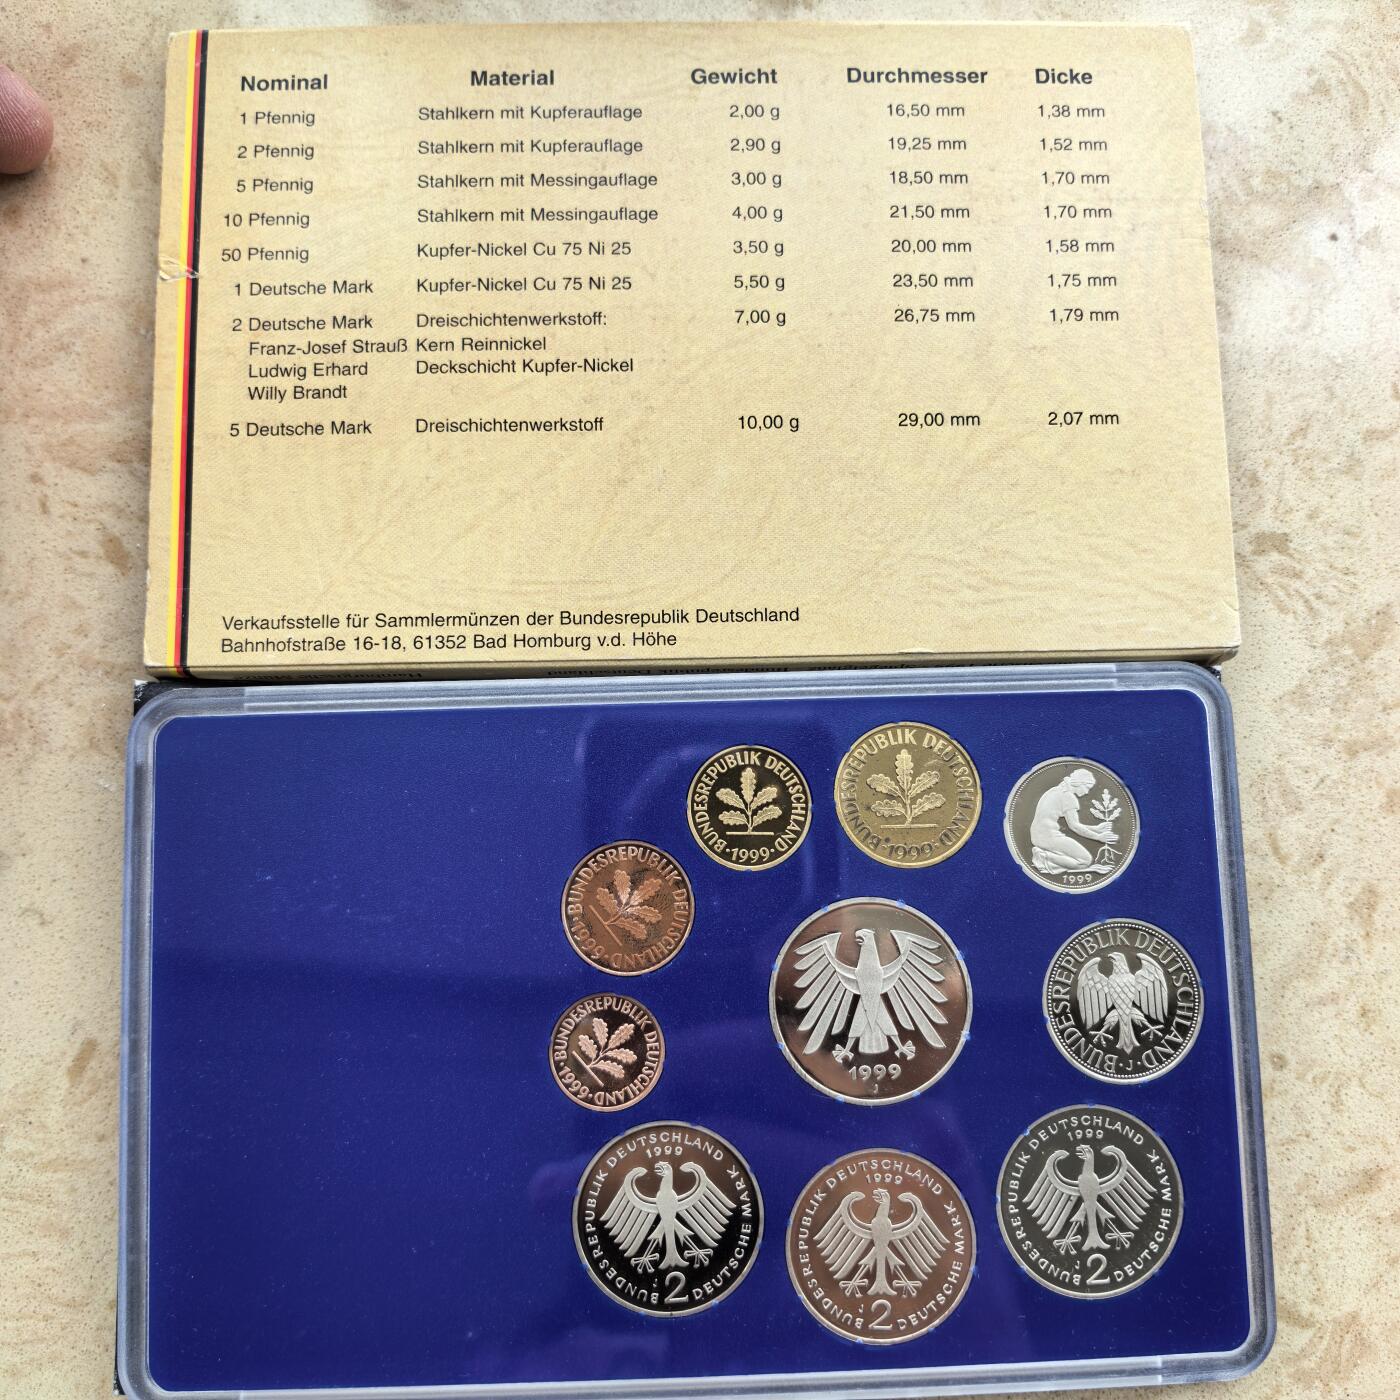 Nominal Material Gewicht Durchmesser Dicke
1 Pfennig Stahlkern mit Kupferauflage 2,00 g 16,50 mm 1,38 mm
2 Pfennig Stahlkern mit Kupferauflage 2,90 g 19,25 mm 1,52 mm
5 Pfennig Stahlkern mit Messingauflage 3,00 g 18,50 mm 1,70 mm
10 Pfennig Stahlkern mit Messingauflage 4,00 g 21,50 mm 1,70 mm
50 Pfennig Kupfer-Nickel Cu 75 Ni 25 3,50 g 20,00 mm 1,58 mm
1 Deutsche Mark Kupfer-Nickel Cu 75 Ni 25 5,50 g 23,50 mm 1,75 mm
2 Deutsche Mark Dreischichtenwerkstoff: 7,00 g 26,75 mm 1,79 mm
Franz-Josef Strauß Kern Reinnickel
Ludwig Erhard Deckschicht Kupfer-Nickel
Willy Brandt
5 Deutsche Mark Dreischichtenwerkstoff 10,00 g 29,00 mm 2,07 mm
Verkaufsstelle für Sammlermünzen der Bundesrepublik Deutschland
Bahnhofstraße 16-18, 61352 Bad Homburg v.d. Höhe
BUNDESREPUBLIK DEUTSCHLAND
·1999·
BUNDESREPUBLIK DEUTSCHLAND
·1999·
1999
BUNDESREPUBLIK DEUTSCHLAND
·1999·
1999
J
BUNDESREPUBLIK DEUTSCHLAND
·J·
BUNDESREPUBLIK DEUTSCHLAND
·1999·
BUNDESREPUBLIK DEUTSCHLAND
1999
J
2 DEUTSCHE MARK
BUNDESREPUBLIK DEUTSCHLAND
1999
J
2 DEUTSCHE MARK
BUNDESREPUBLIK DEUTSCHLAND
1999
J
2 DEUTSCHE MARK